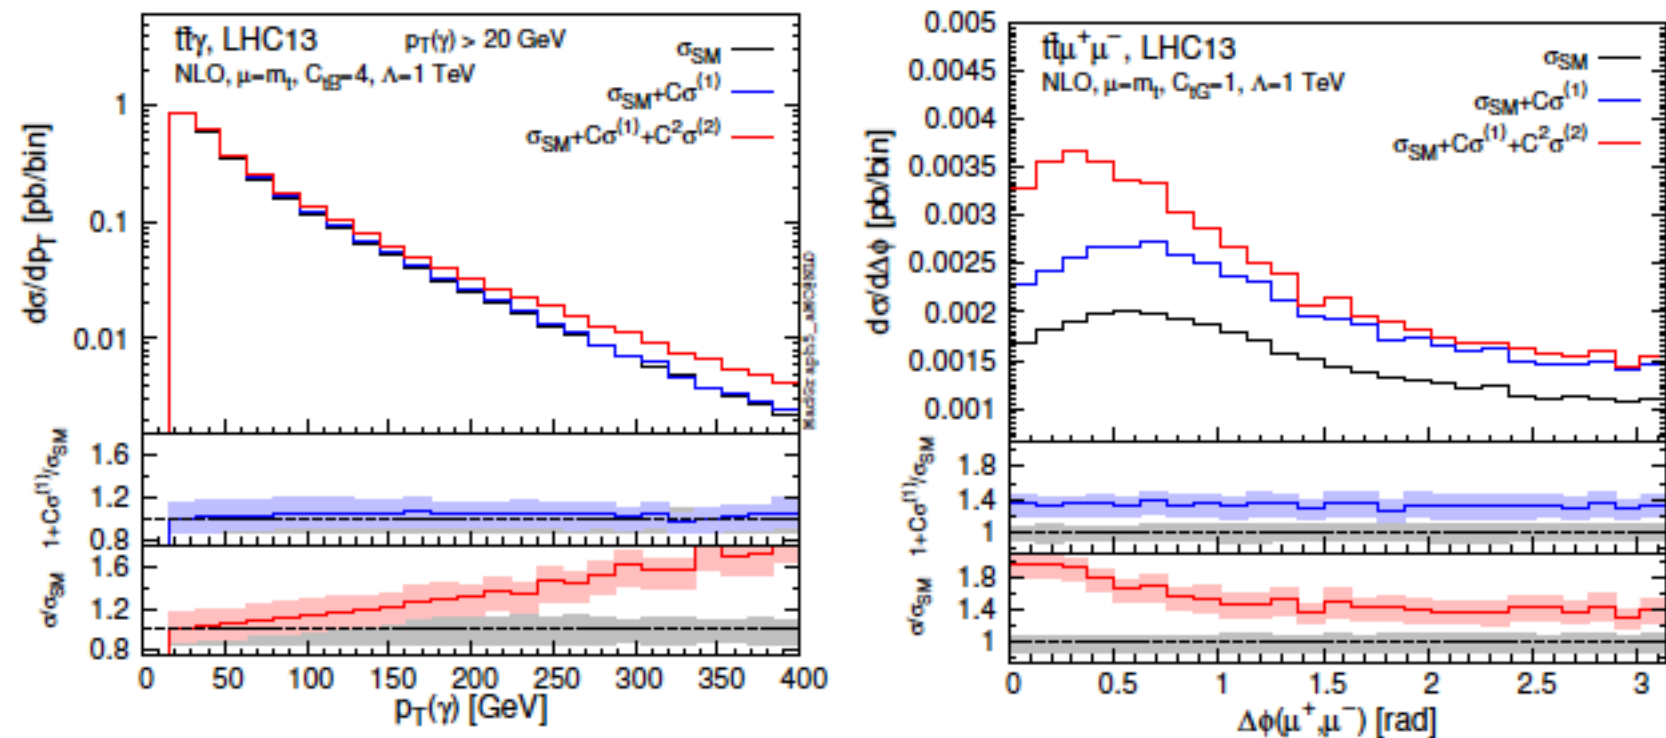 tt̄γ, LHC13 pT(γ) > 20 GeV
NLO, μ=mt, CtB=4, Λ=1 TeV
σSM
σSM+Cσ(1)
σSM+Cσ(1)+C2σ(2)
dσ/dpT [pb/bin]
1
0.1
0.01
MadGraph5_aMC@NLO
1+Cσ(1)/σSM
1.6
1.2
0.8
σ/σSM
1.6
1.2
0.8
0 50 100 150 200 250 300 350 400
pT(γ) [GeV]
tt̄μ+μ−, LHC13
NLO, μ=mt, CtG=1, Λ=1 TeV
σSM
σSM+Cσ(1)
σSM+Cσ(1)+C2σ(2)
dσ/dΔϕ [pb/bin]
0.005
0.0045
0.004
0.0035
0.003
0.0025
0.002
0.0015
0.001
1+Cσ(1)/σSM
1.8
1.4
1
σ/σSM
1.8
1.4
1
0 0.5 1 1.5 2 2.5 3
Δϕ(μ+,μ−) [rad]